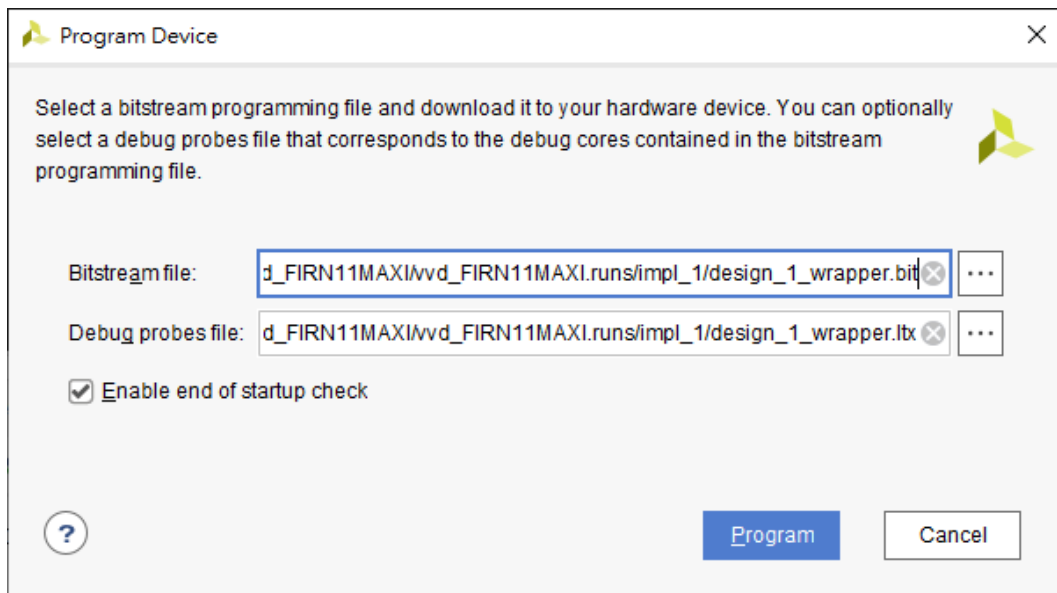 Program Device
Select a bitstream programming file and download it to your hardware device. You can optionally
select a debug probes file that corresponds to the debug cores contained in the bitstream
programming file.
Bitstream file: d_FIRN11MAXI/vvd_FIRN11MAXI.runs/impl_1/design_1_wrapper.bit ...
Debug probes file: d_FIRN11MAXI/vvd_FIRN11MAXI.runs/impl_1/design_1_wrapper.ltx ...
Enable end of startup check
? Program Cancel